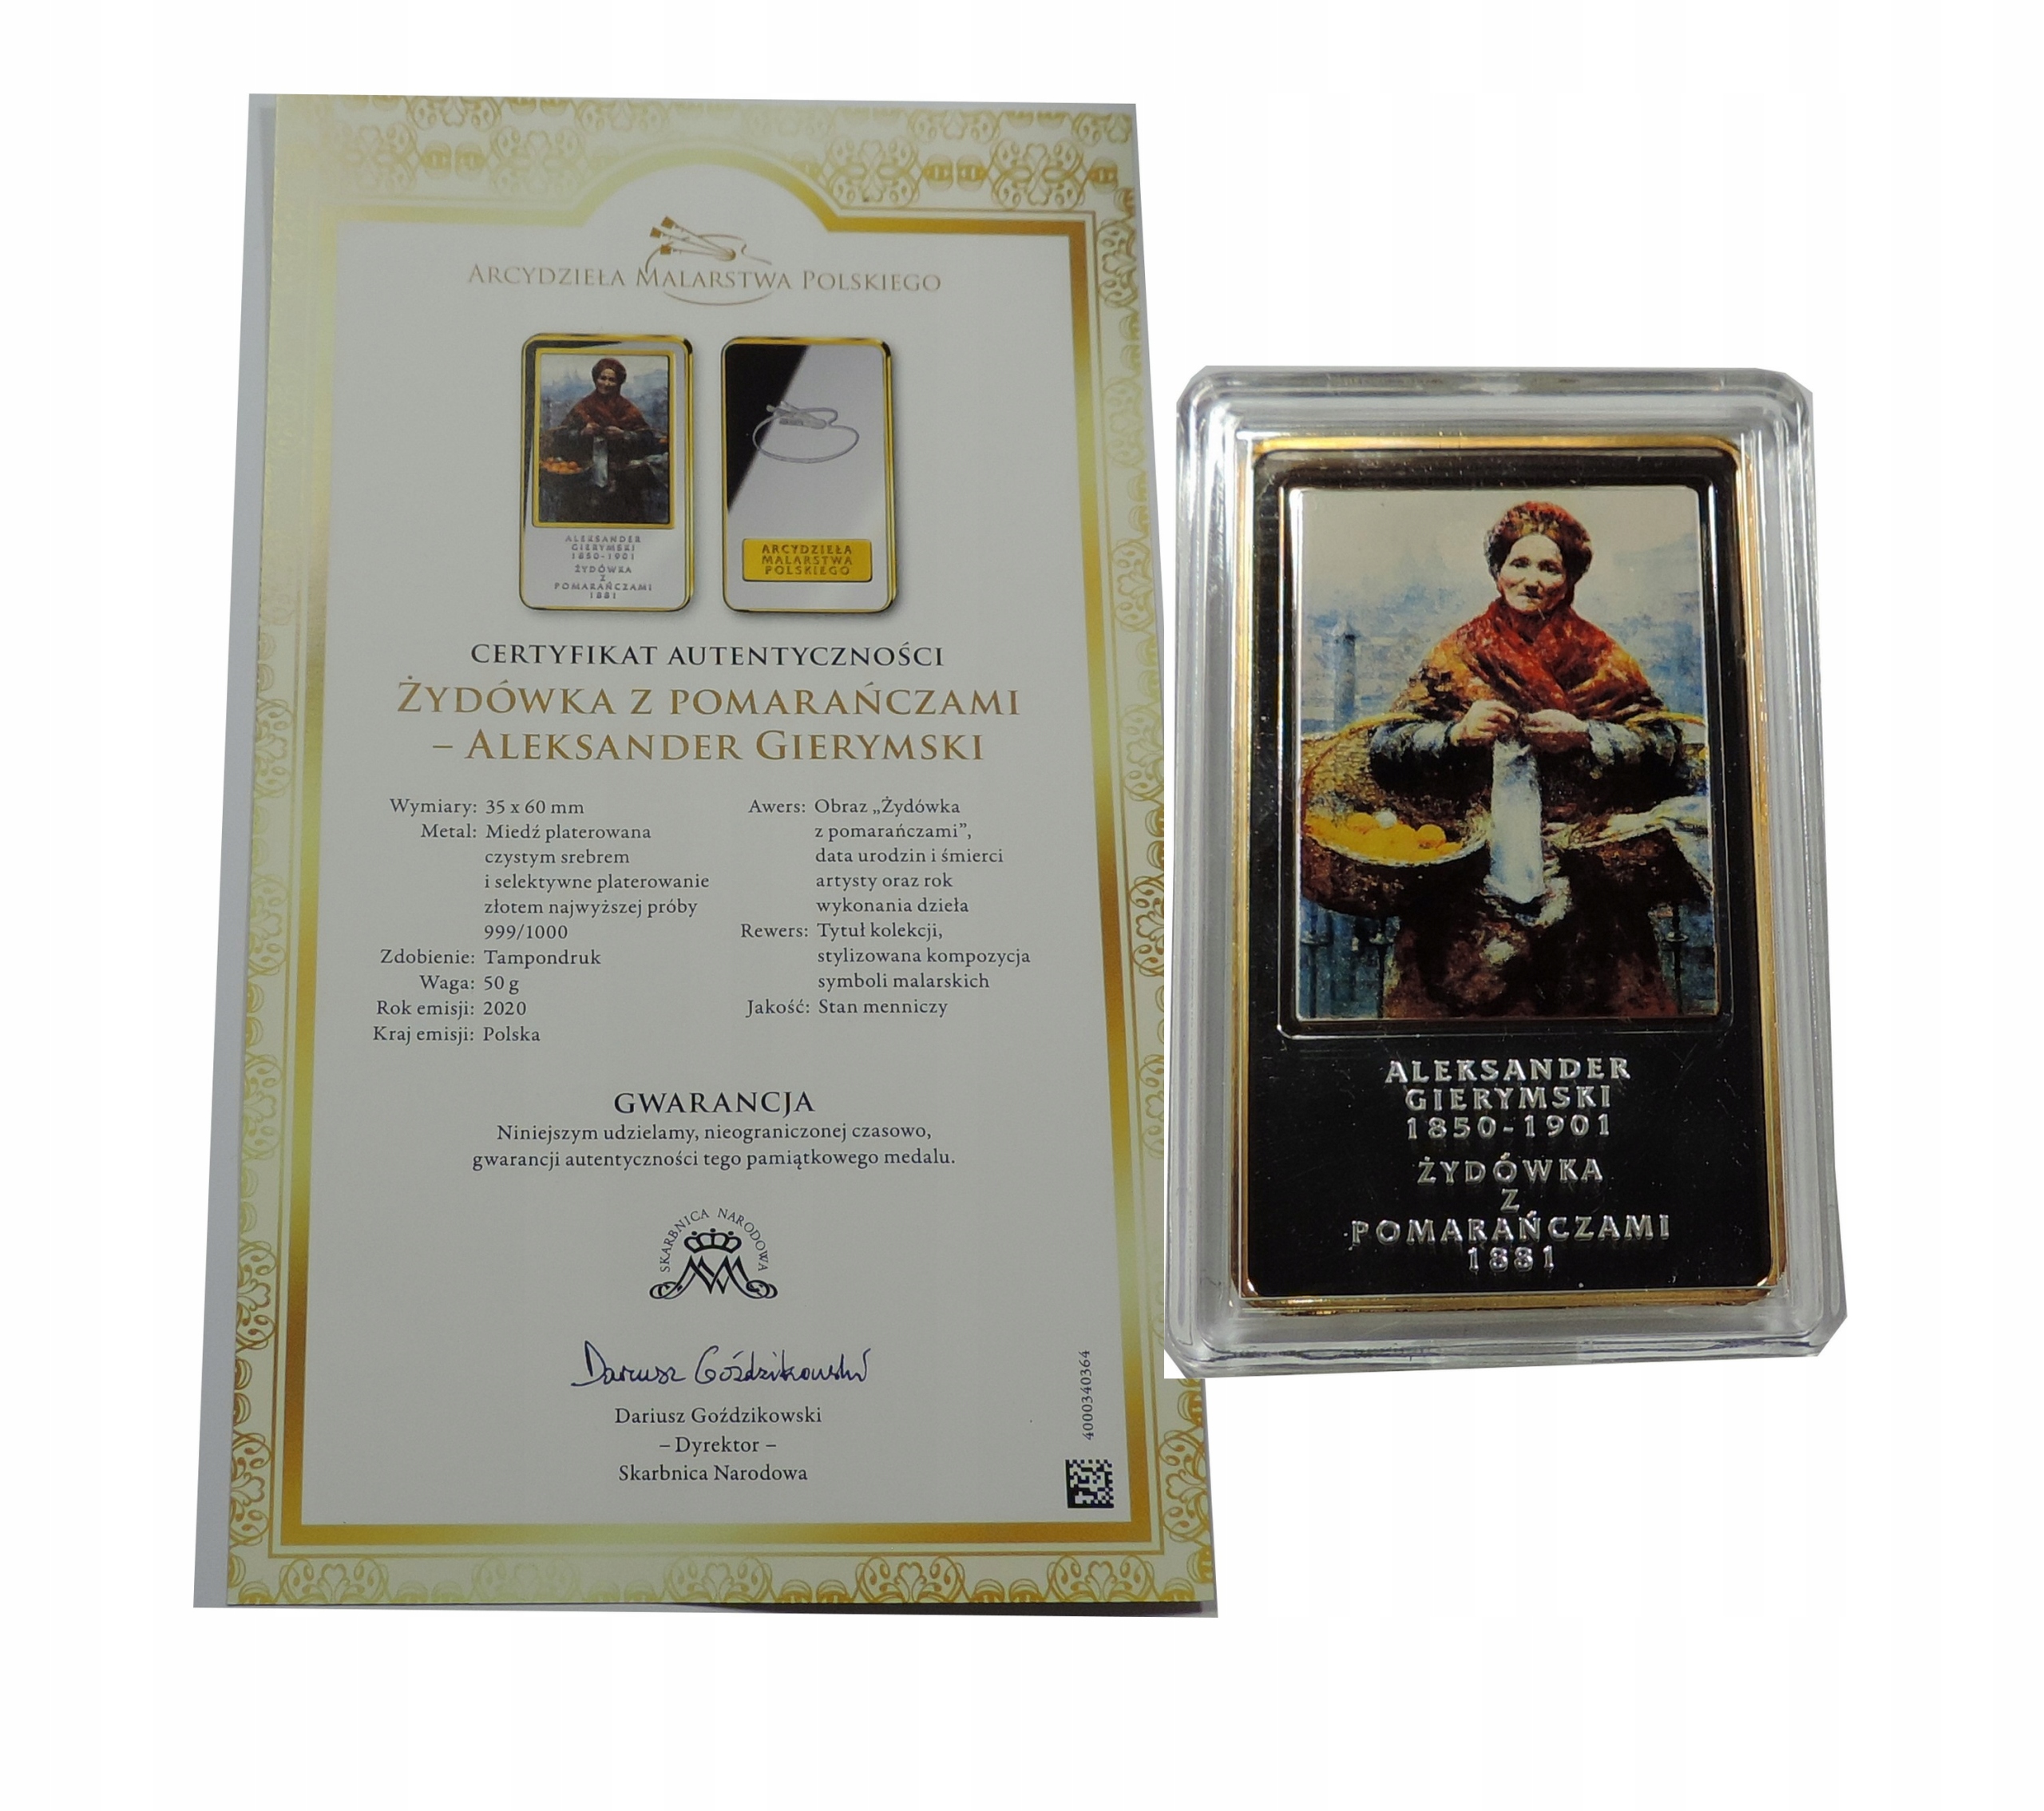 ARCYDZIEŁA MALARSTWA POLSKIEGO
ALEKSANDER
GIERYMSKI
1850-1901
ŻYDÓWKA
Z
POMARAŃCZAMI
1881
ARCYDZIEŁA
MALARSTWA
POLSKIEGO
CERTYFIKAT AUTENTYCZNOŚCI
ŻYDÓWKA Z POMARAŃCZAMI
– ALEKSANDER GIERYMSKI
Wymiary: 35 x 60 mm
Metal: Miedź platerowana
czystym srebrem
i selektywne platerowanie
złotem najwyższej próby
999/1000
Zdobienie: Tampondruk
Waga: 50 g
Rok emisji: 2020
Kraj emisji: Polska
Awers: Obraz „Żydówka
z pomarańczami”,
data urodzin i śmierci
artysty oraz rok
wykonania dzieła
Rewers: Tytuł kolekcji,
stylizowana kompozycja
symboli malarskich
Jakość: Stan menniczy
GWARANCJA
Niniejszym udzielamy, nieograniczonej czasowo,
gwarancji autentyczności tego pamiątkowego medalu.
SKARBNICA NARODOWA
Dariusz Goździkowski
Dariusz Goździkowski
– Dyrektor –
Skarbnica Narodowa
4000340364
ALEKSANDER
GIERYMSKI
1850-1901
ŻYDÓWKA
Z
POMARAŃCZAMI
1881